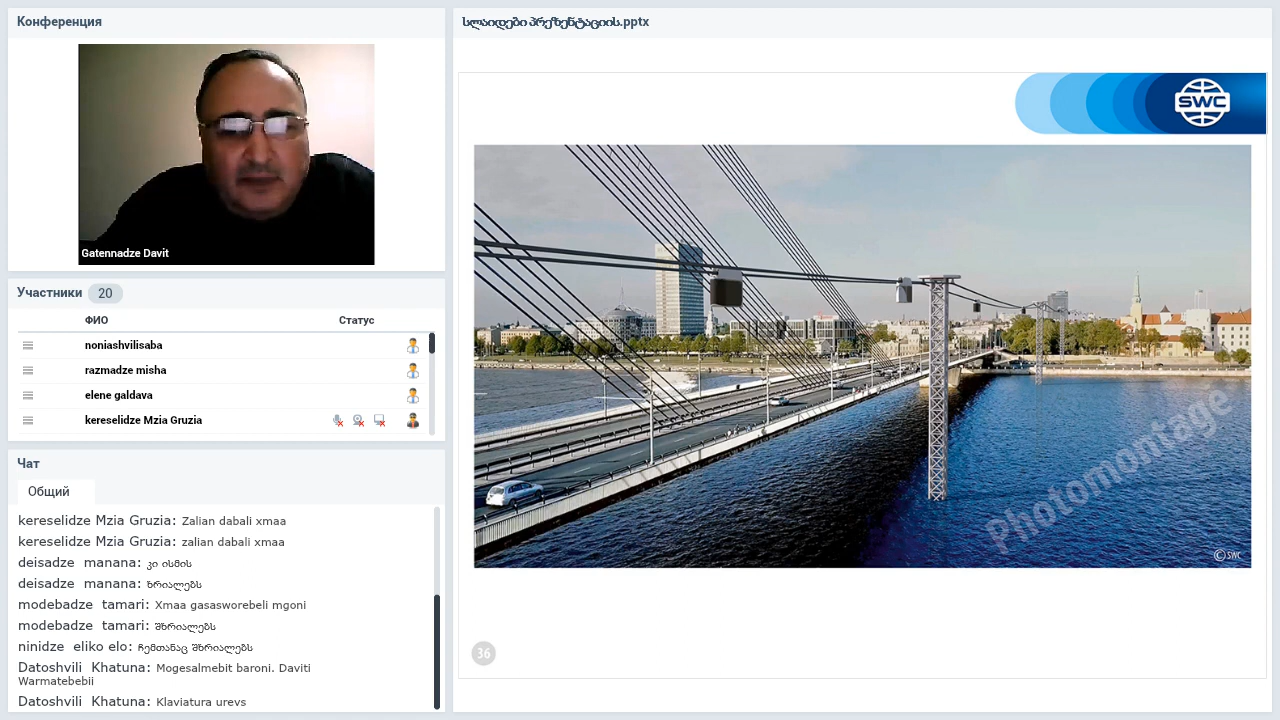 Конференция
Gatennadze Davit
Участники 20
ФИО Статус
noniashvilisaba
razmadze misha
elene galdava
kereselidze Mzia Gruzia
Чат
Общий
kereselidze Mzia Gruzia: Zalian dabali xmaa
kereselidze Mzia Gruzia: zalian dabali xmaa
deisadze manana: კი ისმის
deisadze manana: ხრიალებს
modebadze tamari: Xmaa gasasworebeli mgoni
modebadze tamari: შხრიალებს
ninidze eliko elo: ჩემთანაც შხრიალებს
Datoshvili Khatuna: Mogesalmebit baroni. Daviti
Warmatebebii
Datoshvili Khatuna: Klaviatura urevs
სლაიდები პრეზენტაციის.pptx
SWC
Photomontage
© SWC
36